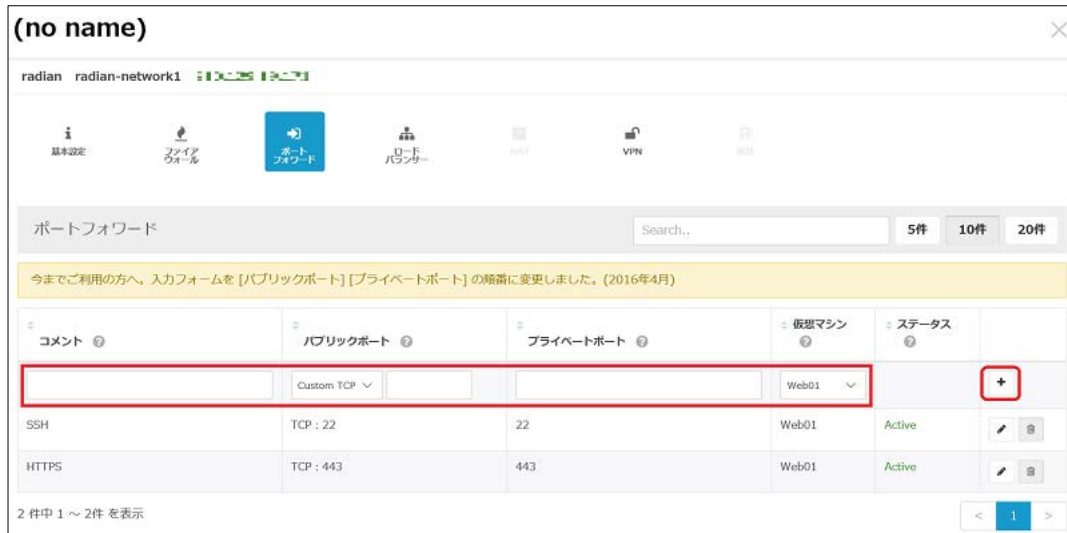 (no name)
radian radian-network1
基本設定
ファイアウォール
ポートフォワード
ロードバランサー
NAT
VPN
ポートフォワード
Search..
5件 10件 20件
今までご利用の方へ。入力フォームを [パブリックポート] [プライベートポート] の順番に変更しました。(2016年4月)
コメント パブリックポート プライベートポート 仮想マシン ステータス
Custom TCP Web01 +
SSH TCP : 22 22 Web01 Active
HTTPS TCP : 443 443 Web01 Active
2 件中 1 ～ 2件 を表示
< 1 >